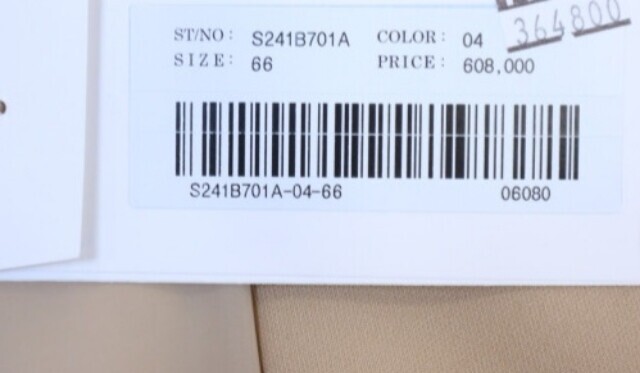 ST/NO: S241B701A COLOR: 04
364800
SIZE: 66 PRICE: 608,000
S241B701A-04-66 06080